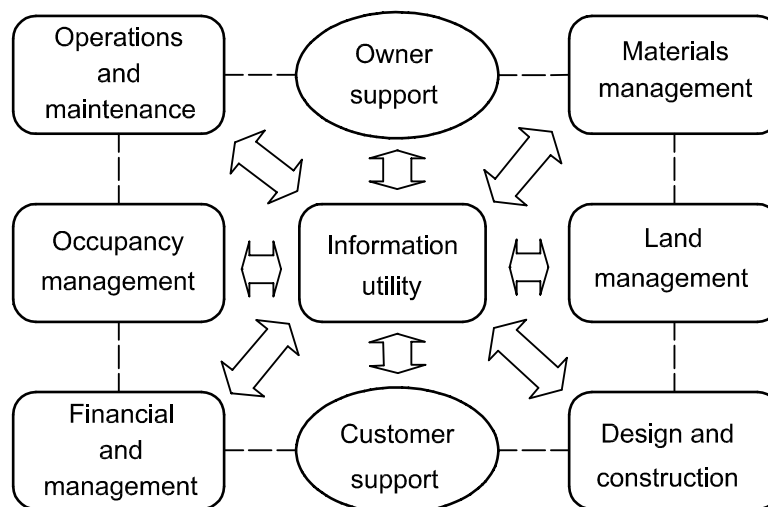 Operations
and
maintenance
Owner
support
Materials
management
Occupancy
management
Information
utility
Land
management
Financial
and
management
Customer
support
Design and
construction